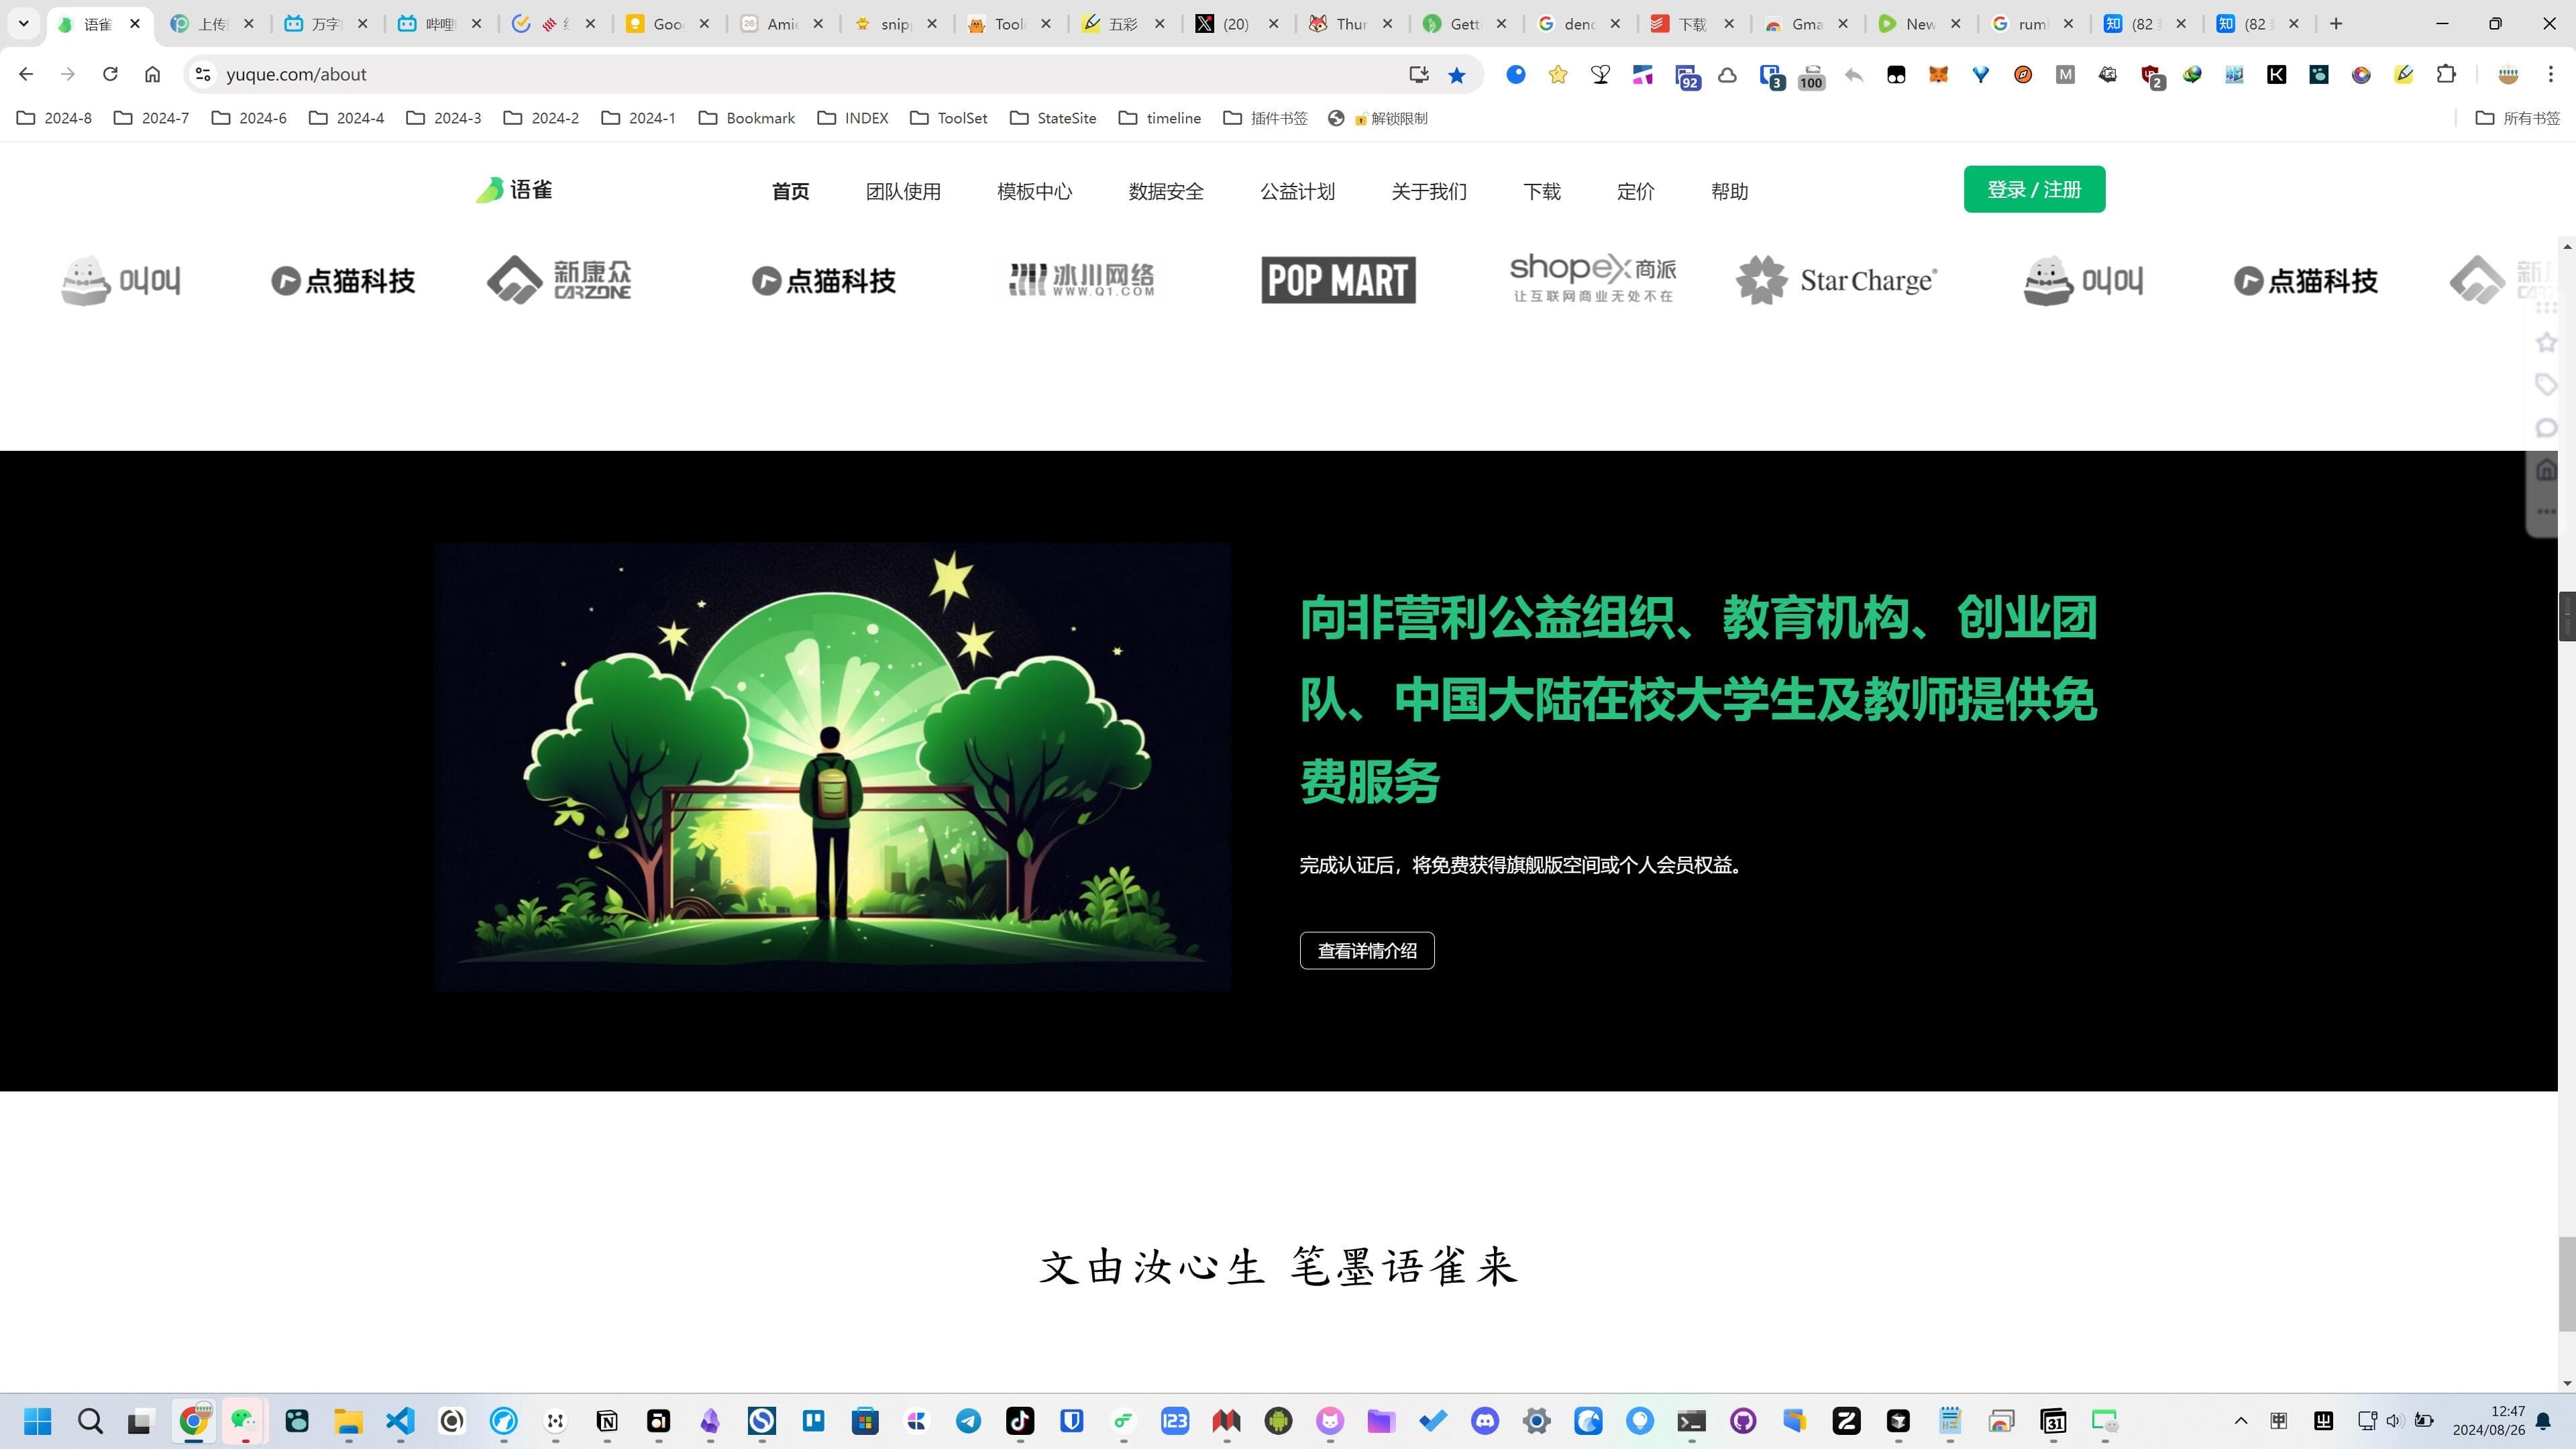 语雀
上传
万字
哔哩
Goo
Amie
snip
Tool
五彩
(20)
Thur
Gett
denc
下载
Gma
New
rum
(82
(82
yuque.com/about
92
3
100
2
2024-8
2024-7
2024-6
2024-4
2024-3
2024-2
2024-1
Bookmark
INDEX
ToolSet
StateSite
timeline
插件书签
解锁限制
所有书签
语雀
首页
团队使用
模板中心
数据安全
公益计划
关于我们
下载
定价
帮助
登录 / 注册
点猫科技
新康众
CARZONE
点猫科技
冰川网络
WWW.Q1.COM
POP MART
shopex商派
让互联网商业无处不在
Star Charge®
点猫科技
向非营利公益组织、教育机构、创业团
队、中国大陆在校大学生及教师提供免
费服务
完成认证后，将免费获得旗舰版空间或个人会员权益。
查看详情介绍
文由汝心生 笔墨语雀来
123
31
12:47
2024/08/26